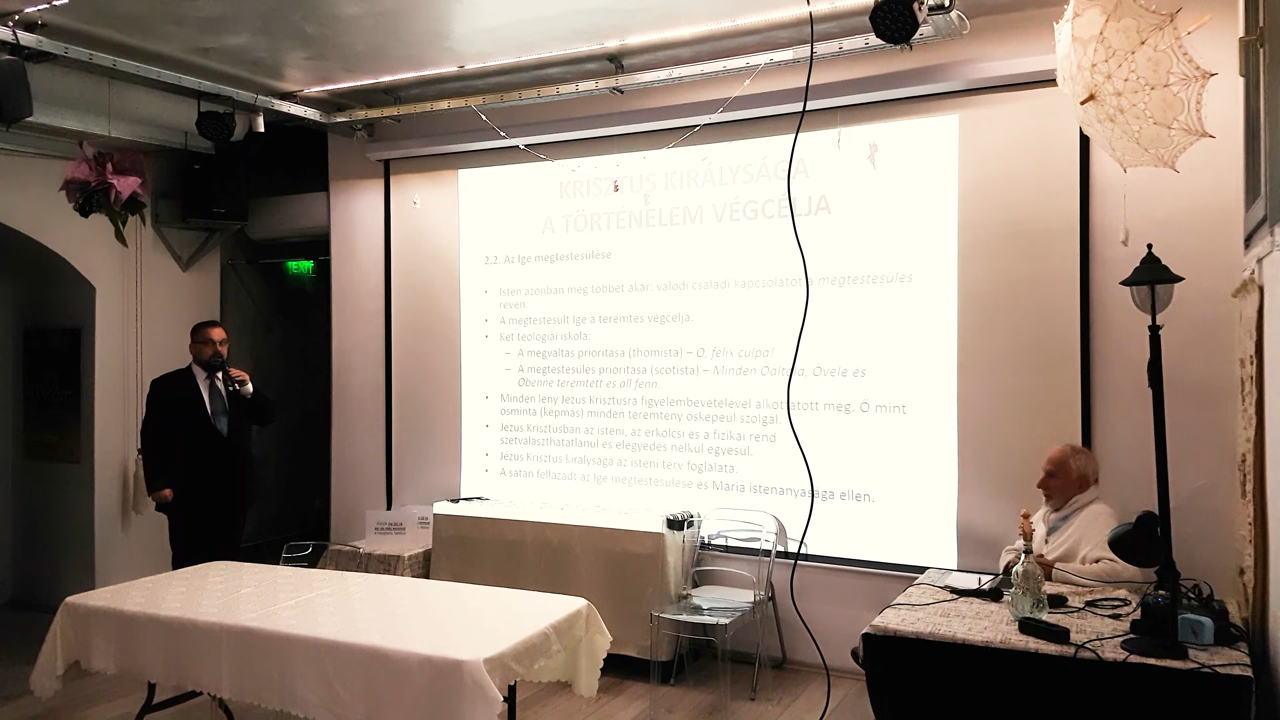 EXIT
KRISZTUS KIRÁLYSÁGA
A TÖRTÉNELEM VÉGCÉLJA
2.2. Az Ige megtestesülése
• Isten azonban még többet akar: valódi családi kapcsolatot a megtestesülés
révén.
• A megtestesült Ige a teremtés végcélja.
• Két teológiai iskola:
– A megváltás prioritása (thomista) – Ó, felix culpa!
– A megtestesülés prioritása (scotista) – Minden Őáltala, Ővele és
Őbenne teremtett és áll fenn.
• Minden lény Jézus Krisztusra figyelembevételével alkottatott meg. Ő mint
ősminta (képmás) minden teremtény ősképéül szolgál.
• Jézus Krisztusban az isteni, az erkölcsi és a fizikai rend
szétválaszthatatlanul és elegyedés nélkül egyesül.
• Jézus Krisztus királysága az isteni terv foglalata.
• A sátán fellázadt az Ige megtestesülése és Mária istenanyasága ellen.